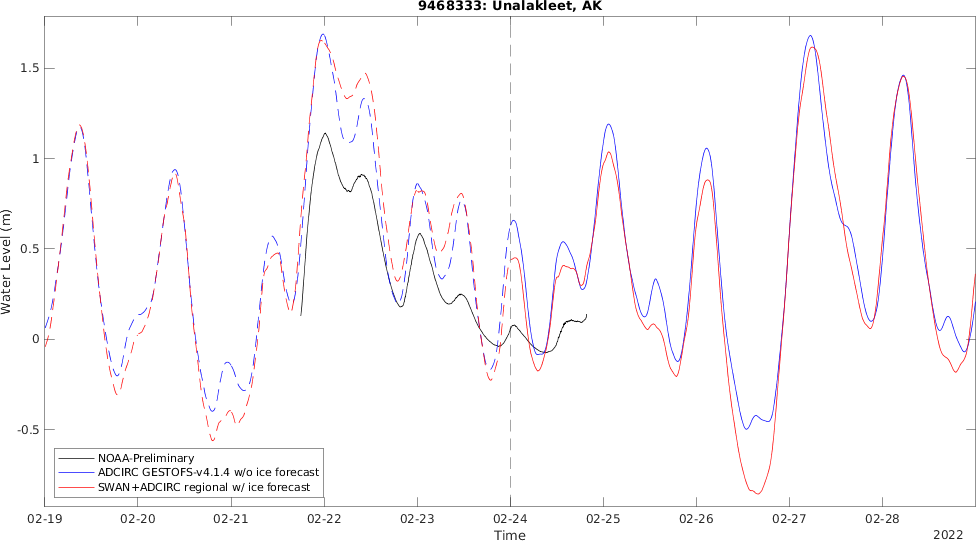 9468333: Unalakleet, AK
Water Level (m)
1.5
1
0.5
0
-0.5
NOAA-Preliminary
ADCIRC GESTOFS-v4.1.4 w/o ice forecast
SWAN+ADCIRC regional w/ ice forecast
02-19 02-20 02-21 02-22 02-23 02-24 02-25 02-26 02-27 02-28
Time
2022